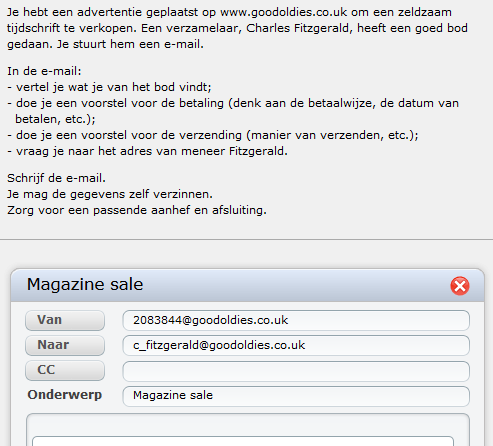 Je hebt een advertentie geplaatst op www.goodoldies.co.uk om een zeldzaam
tijdschrift te verkopen. Een verzamelaar, Charles Fitzgerald, heeft een goed bod
gedaan. Je stuurt hem een e-mail.
In de e-mail:
- vertel je wat je van het bod vindt;
- doe je een voorstel voor de betaling (denk aan de betaalwijze, de datum van
betalen, etc.);
- doe je een voorstel voor de verzending (manier van verzenden, etc.);
- vraag je naar het adres van meneer Fitzgerald.
Schrijf de e-mail.
Je mag de gegevens zelf verzinnen.
Zorg voor een passende aanhef en afsluiting.
Magazine sale
Van 2083844@goodoldies.co.uk
Naar c_fitzgerald@goodoldies.co.uk
CC
Onderwerp Magazine sale